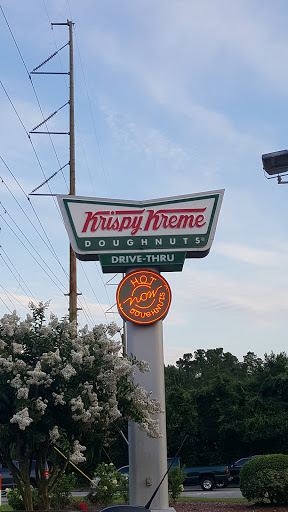 Krispy Kreme
DOUGHNUTS
DRIVE-THRU
HOT
now
DOUGHNUTS